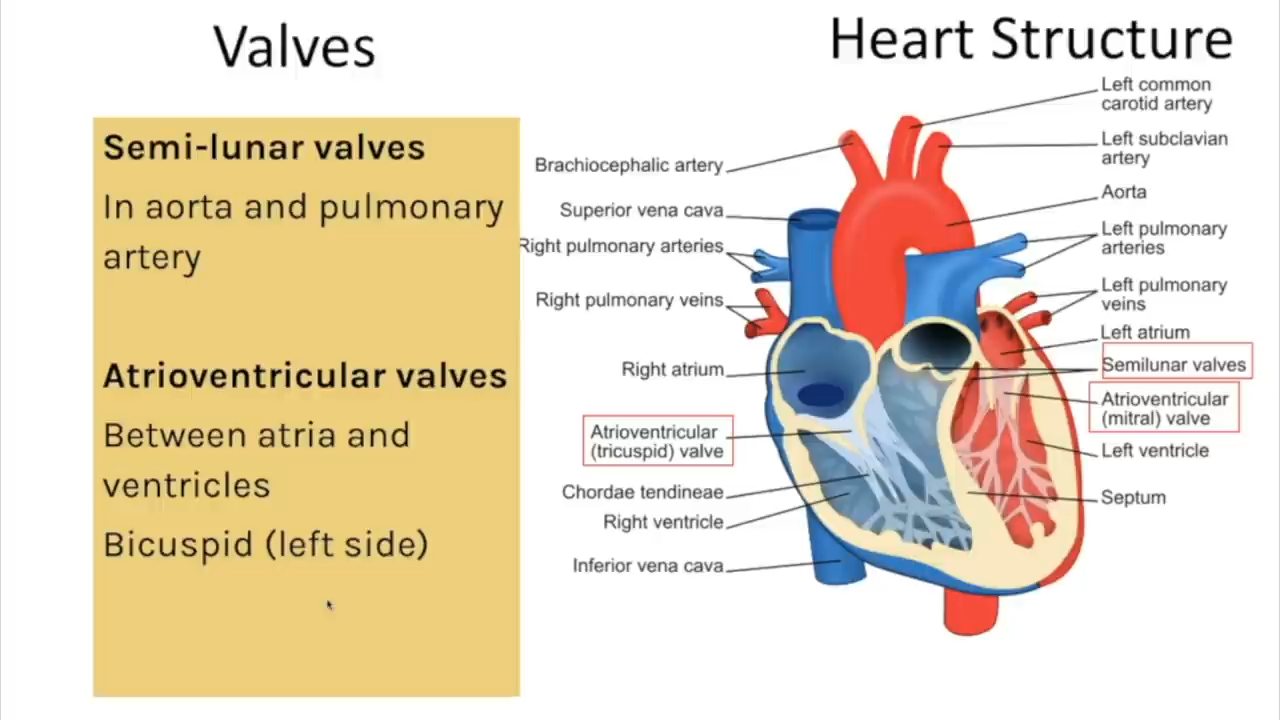 Valves
Semi-lunar valves
In aorta and pulmonary
artery
Atrioventricular valves
Between atria and
ventricles
Bicuspid (left side)
Heart Structure
Brachiocephalic artery
Superior vena cava
Right pulmonary arteries
Right pulmonary veins
Right atrium
Atrioventricular
(tricuspid) valve
Chordae tendineae
Right ventricle
Inferior vena cava
Left common
carotid artery
Left subclavian
artery
Aorta
Left pulmonary
arteries
Left pulmonary
veins
Left atrium
Semilunar valves
Atrioventricular
(mitral) valve
Left ventricle
Septum